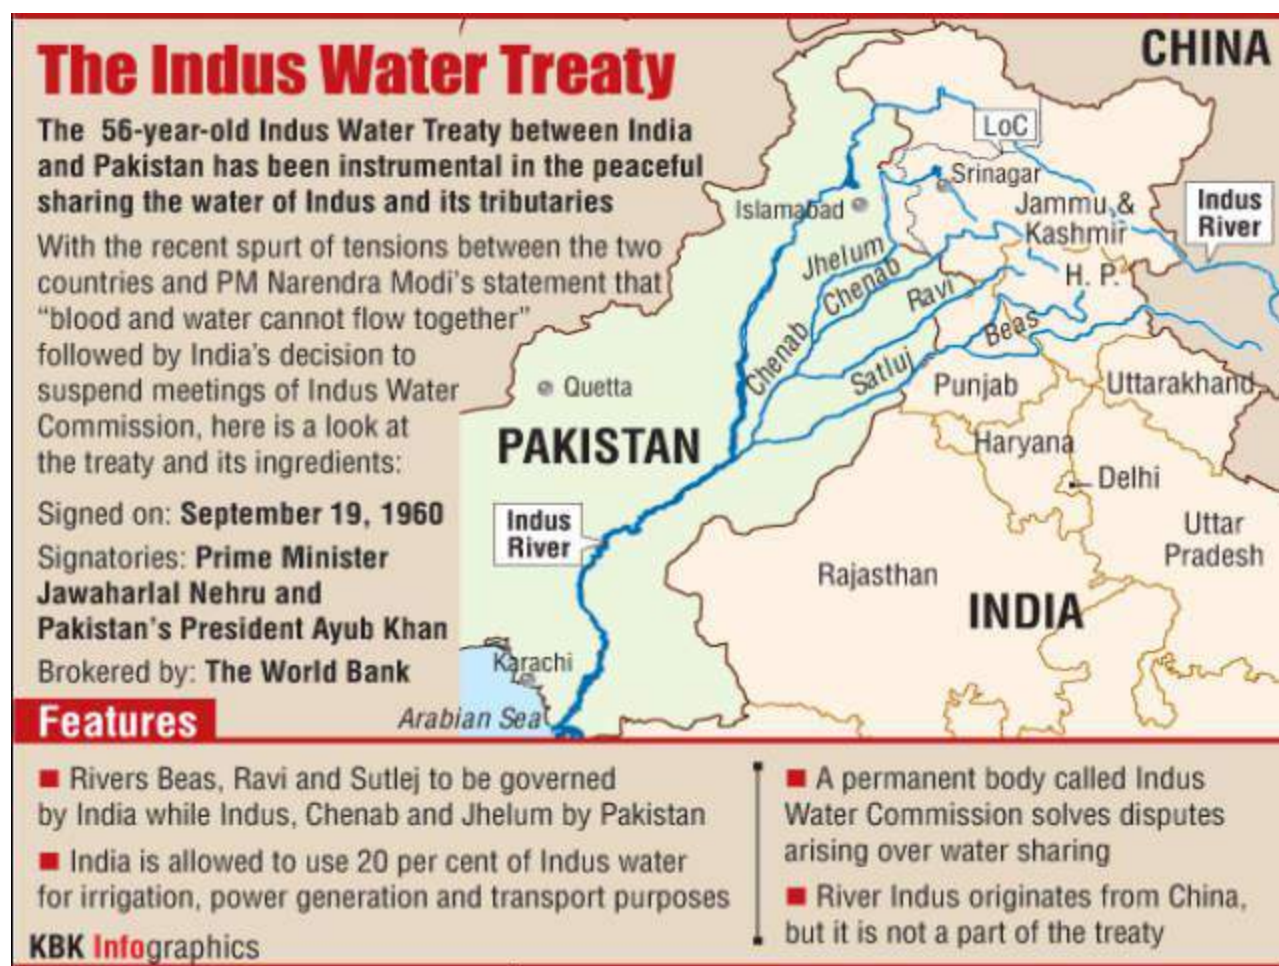 The Indus Water Treaty
The 56-year-old Indus Water Treaty between India
and Pakistan has been instrumental in the peaceful
sharing the water of Indus and its tributaries
With the recent spurt of tensions between the two
countries and PM Narendra Modi's statement that
“blood and water cannot flow together”
followed by India's decision to
suspend meetings of Indus Water
Commission, here is a look at
the treaty and its ingredients:
Signed on: September 19, 1960
Signatories: Prime Minister
Jawaharlal Nehru and
Pakistan's President Ayub Khan
Brokered by: The World Bank
CHINA
LoC
Srinagar
Islamabad
Jammu &
Kashmir
Indus
River
Jhelum
Chenab
Ravi
H. P.
Chenab
Beas
Satluj
Quetta
Punjab
Uttarakhand
PAKISTAN
Haryana
Delhi
Indus
River
Uttar
Pradesh
Rajasthan
INDIA
Karachi
Arabian Sea
Features
Rivers Beas, Ravi and Sutlej to be governed
by India while Indus, Chenab and Jhelum by Pakistan
India is allowed to use 20 per cent of Indus water
for irrigation, power generation and transport purposes
A permanent body called Indus
Water Commission solves disputes
arising over water sharing
River Indus originates from China,
but it is not a part of the treaty
KBK Infographics